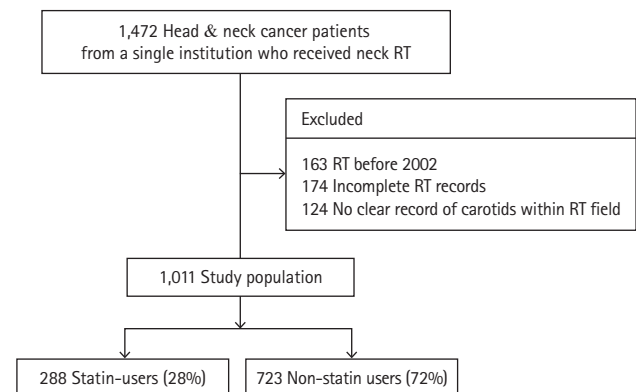 1,472 Head & neck cancer patients
from a single institution who received neck RT
Excluded
163 RT before 2002
174 Incomplete RT records
124 No clear record of carotids within RT field
1,011 Study population
288 Statin-users (28%)
723 Non-statin users (72%)